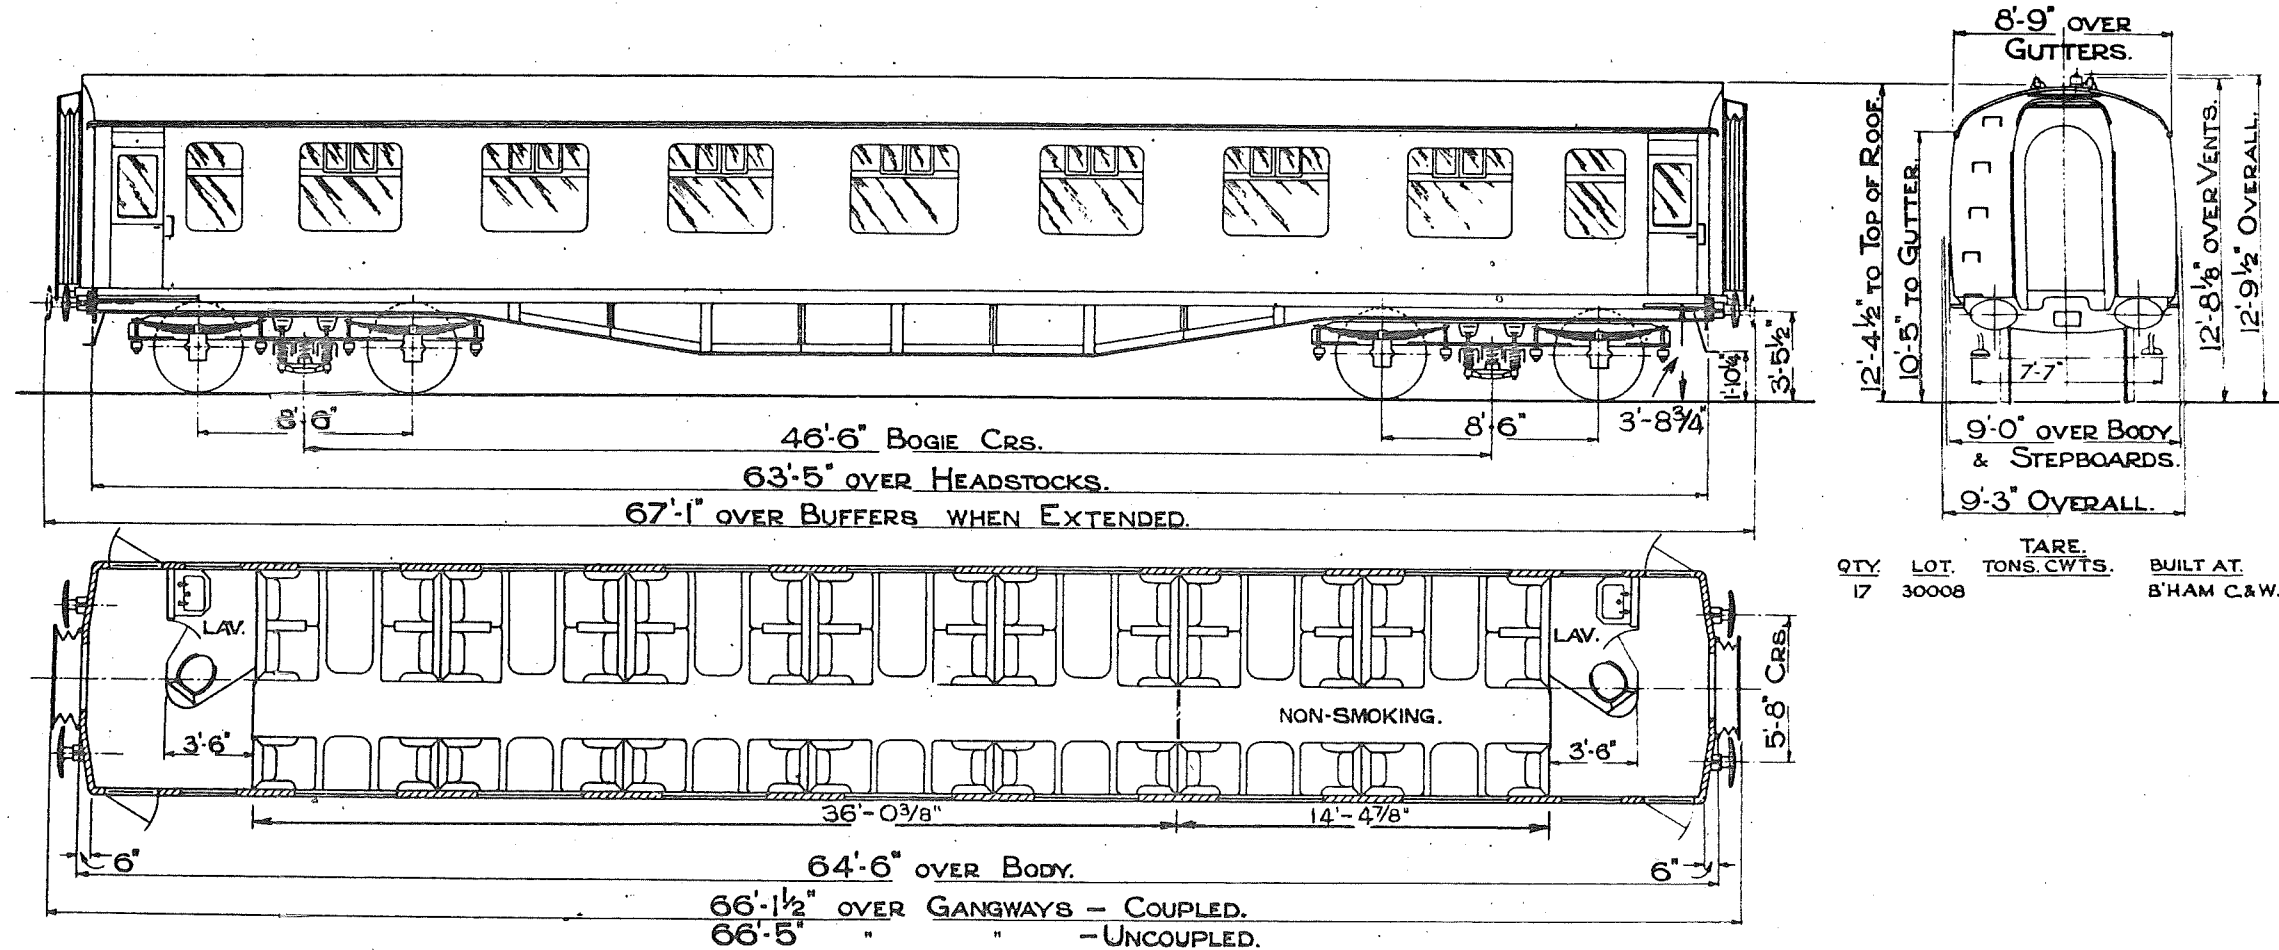 8'-9" OVER
GUTTERS.
12'-4½" TO TOP OF ROOF.
10'-5" TO GUTTER.
12'-8⅛" OVER VENTS.
12'-9½" OVERALL.
3'-5½"
1'-10¼"
7'-7"
8'-6"
8'-6"
3'-8¾"
46'-6" BOGIE CRS.
9'-0" OVER BODY
& STEPBOARDS.
63'-5" OVER HEADSTOCKS.
9'-3" OVERALL.
67'-1" OVER BUFFERS WHEN EXTENDED.
TARE.
QTY. LOT. TONS. CWTS. BUILT AT.
17 30008 B'HAM C.&W.
LAV.
LAV.
5'-8" CRS.
NON-SMOKING.
3'-6"
3'-6"
36'-0⅜"
14'-4⅞"
6"
6"
64'-6" OVER BODY.
66'-1½" OVER GANGWAYS - COUPLED.
66'-5" " " - UNCOUPLED.